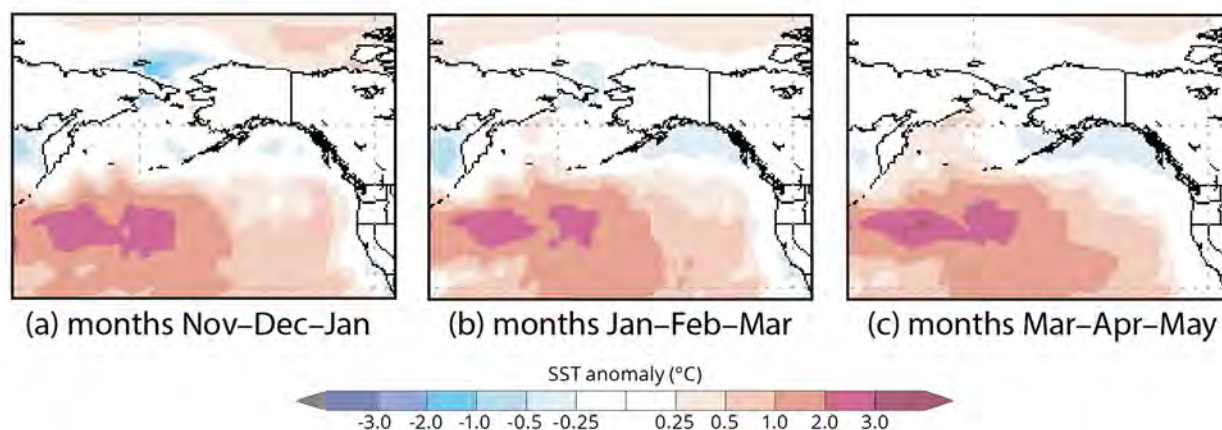 (a) months Nov–Dec–Jan
(b) months Jan–Feb–Mar
(c) months Mar–Apr–May
SST anomaly (°C)
-3.0 -2.0 -1.0 -0.5 -0.25 0.25 0.5 1.0 2.0 3.0